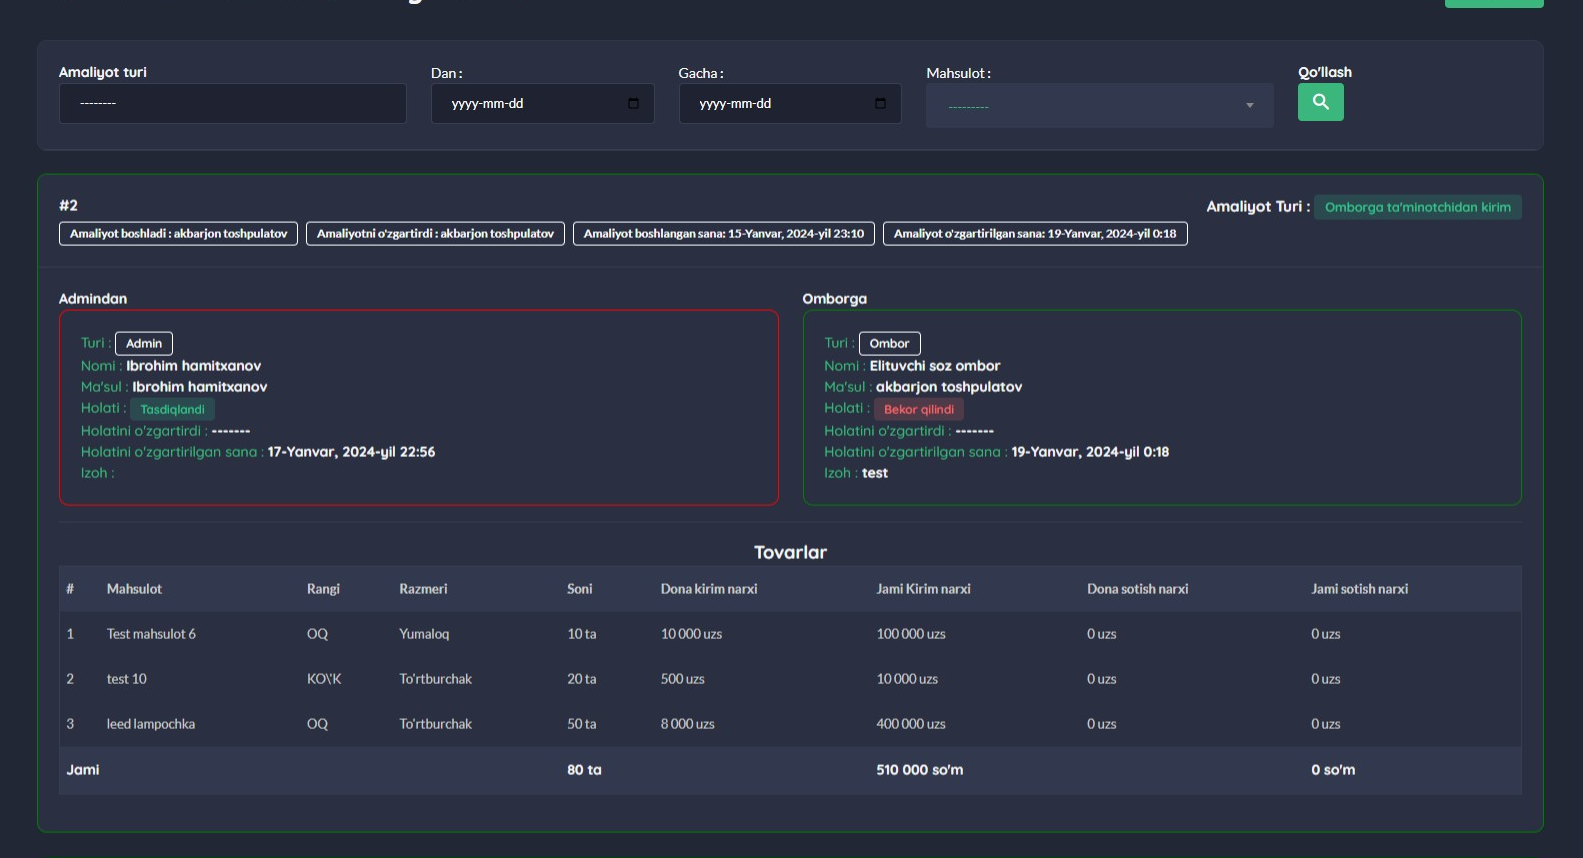 Amaliyot turi
--------
Dan :
yyyy-mm-dd
Gacha :
yyyy-mm-dd
Mahsulot :
---------
Qo'llash
#2
Amaliyot Turi : Omborga ta'minotchidan kirim
Amaliyot boshladi : akbarjon toshpulatov
Amaliyotni o'zgartirdi : akbarjon toshpulatov
Amaliyot boshlangan sana: 15-Yanvar, 2024-yil 23:10
Amaliyot o'zgartirilgan sana: 19-Yanvar, 2024-yil 0:18
Admindan
Turi : Admin
Nomi : Ibrohim hamitxanov
Ma'sul : Ibrohim hamitxanov
Holati : Tasdiqlandi
Holatini o'zgartirdi : -------
Holatini o'zgartirilgan sana : 17-Yanvar, 2024-yil 22:56
Izoh :
Omborga
Turi : Ombor
Nomi : Elituvchi soz ombor
Ma'sul : akbarjon toshpulatov
Holati : Bekor qilindi
Holatini o'zgartirdi : -------
Holatini o'zgartirilgan sana : 19-Yanvar, 2024-yil 0:18
Izoh : test
Tovarlar
# Mahsulot Rangi Razmeri Soni Dona kirim narxi Jami Kirim narxi Dona sotish narxi Jami sotish narxi
1 Test mahsulot 6 OQ Yumaloq 10 ta 10 000 uzs 100 000 uzs 0 uzs 0 uzs
2 test 10 KO\'K To'rtburchak 20 ta 500 uzs 10 000 uzs 0 uzs 0 uzs
3 leed lampochka OQ To'rtburchak 50 ta 8 000 uzs 400 000 uzs 0 uzs 0 uzs
Jami 80 ta 510 000 so'm 0 so'm